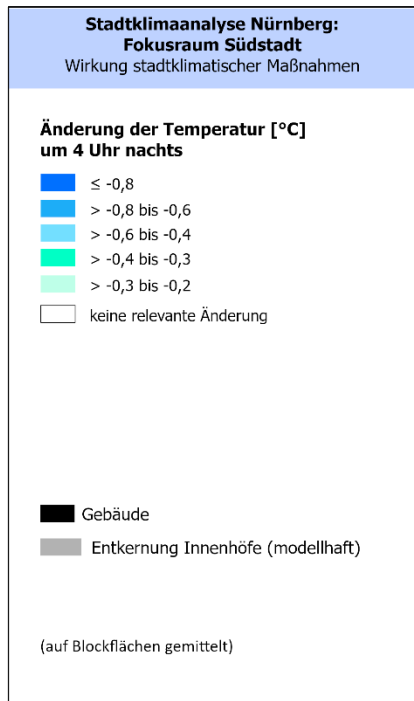 Stadtklimaanalyse Nürnberg:
Fokusraum Südstadt
Wirkung stadtklimatischer Maßnahmen
Änderung der Temperatur [°C]
um 4 Uhr nachts
≤ -0,8
> -0,8 bis -0,6
> -0,6 bis -0,4
> -0,4 bis -0,3
> -0,3 bis -0,2
keine relevante Änderung
Gebäude
Entkernung Innenhöfe (modellhaft)
(auf Blockflächen gemittelt)